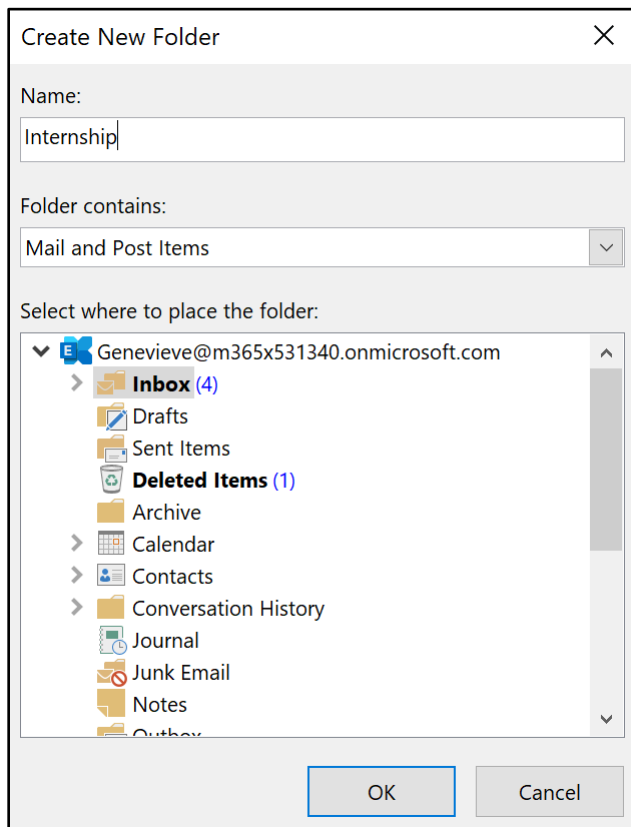 Create New Folder
Name:
Internship
Folder contains:
Mail and Post Items
Select where to place the folder:
E Genevieve@m365x531340.onmicrosoft.com
Inbox (4)
Drafts
Sent Items
Deleted Items (1)
Archive
Calendar
Contacts
Conversation History
Journal
Junk Email
Notes
Outbox
OK Cancel